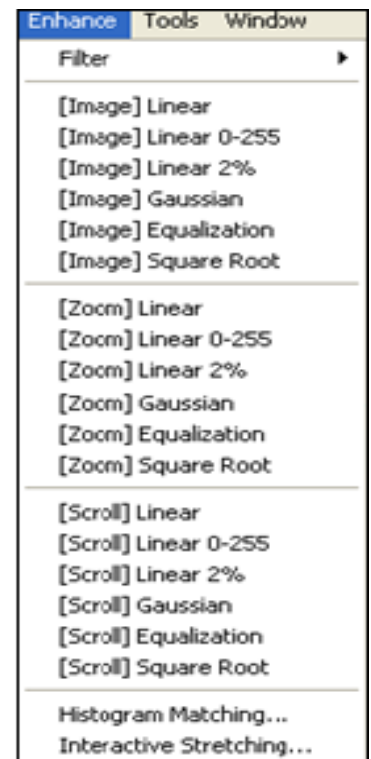 Enhance Tools Window
Filter
[Image] Linear
[Image] Linear 0-255
[Image] Linear 2%
[Image] Gaussian
[Image] Equalization
[Image] Square Root
[Zoom] Linear
[Zoom] Linear 0-255
[Zoom] Linear 2%
[Zoom] Gaussian
[Zoom] Equalization
[Zoom] Square Root
[Scroll] Linear
[Scroll] Linear 0-255
[Scroll] Linear 2%
[Scroll] Gaussian
[Scroll] Equalization
[Scroll] Square Root
Histogram Matching...
Interactive Stretching...